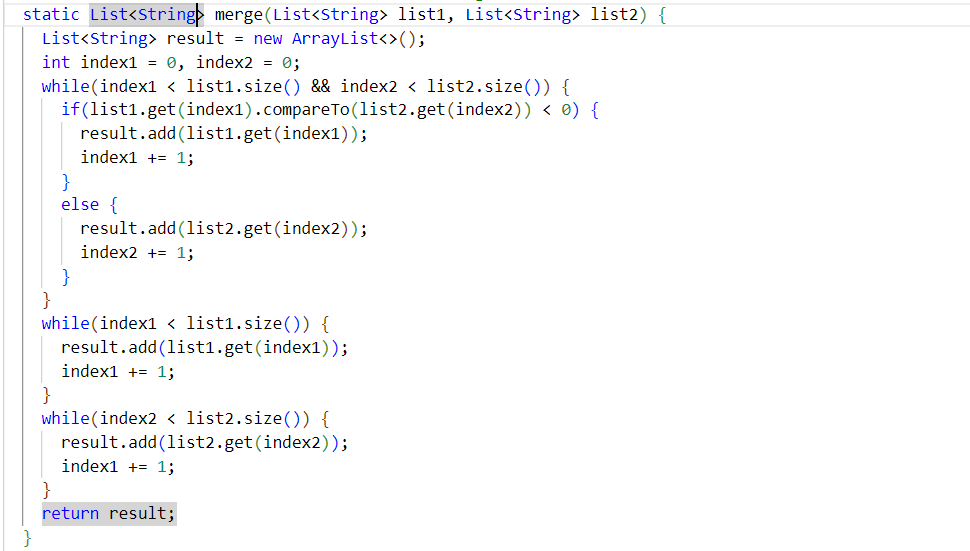 static List<String> merge(List<String> list1, List<String> list2) {
  List<String> result = new ArrayList<>();
  int index1 = 0, index2 = 0;
  while(index1 < list1.size() && index2 < list2.size()) {
    if(list1.get(index1).compareTo(list2.get(index2)) < 0) {
      result.add(list1.get(index1));
      index1 += 1;
    }
    else {
      result.add(list2.get(index2));
      index2 += 1;
    }
  }
  while(index1 < list1.size()) {
    result.add(list1.get(index1));
    index1 += 1;
  }
  while(index2 < list2.size()) {
    result.add(list2.get(index2));
    index1 += 1;
  }
  return result;
}